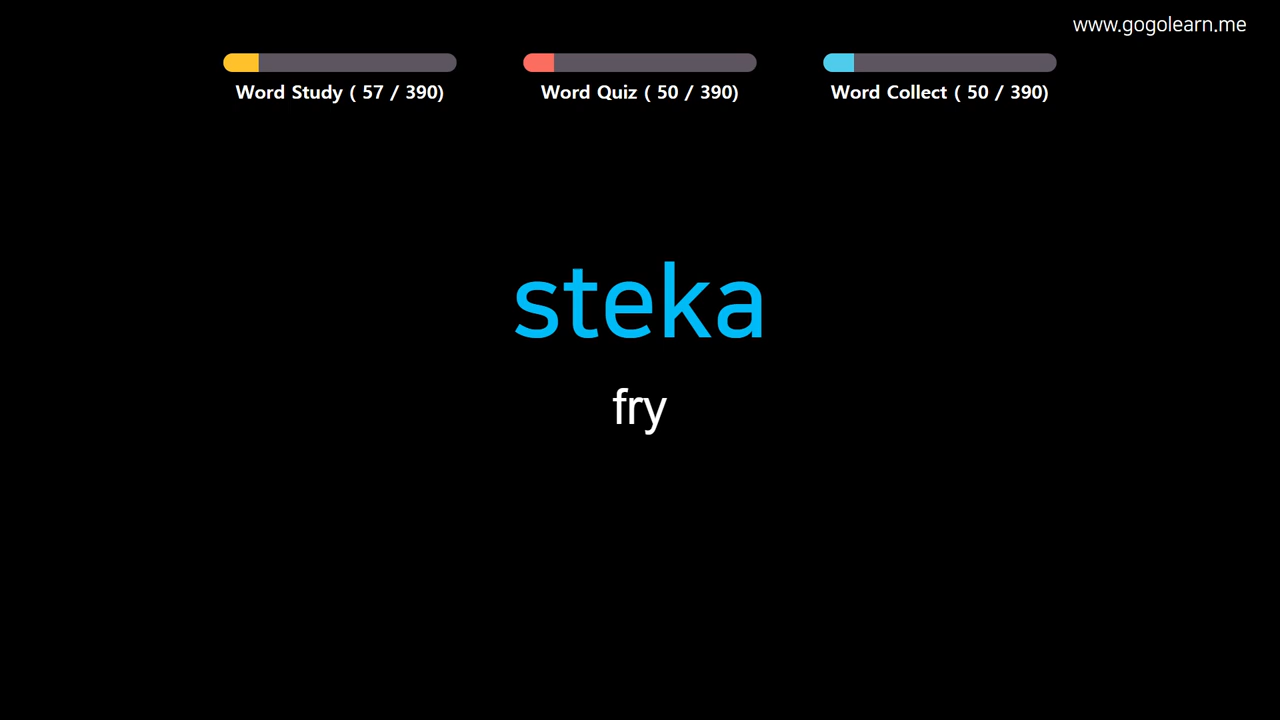 www.gogolearn.me
Word Study ( 57 / 390)
Word Quiz ( 50 / 390)
Word Collect ( 50 / 390)
steka
fry